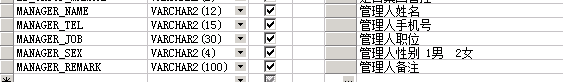 MANAGER_NAME VARCHAR2(12) 管理人姓名
MANAGER_TEL VARCHAR2(15) 管理人手机号
MANAGER_JOB VARCHAR2(30) 管理人职位
MANAGER_SEX VARCHAR2(4) 管理人性别 1男 2女
MANAGER_REMARK VARCHAR2(100) ... 管理人备注
*